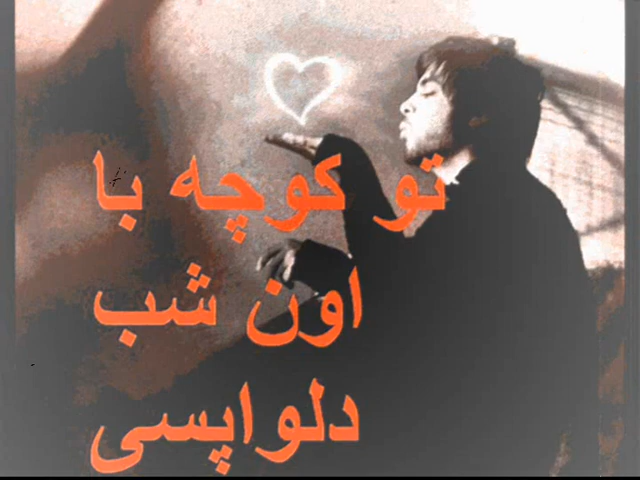 تو کوچه با
اون شب
دلواپسی